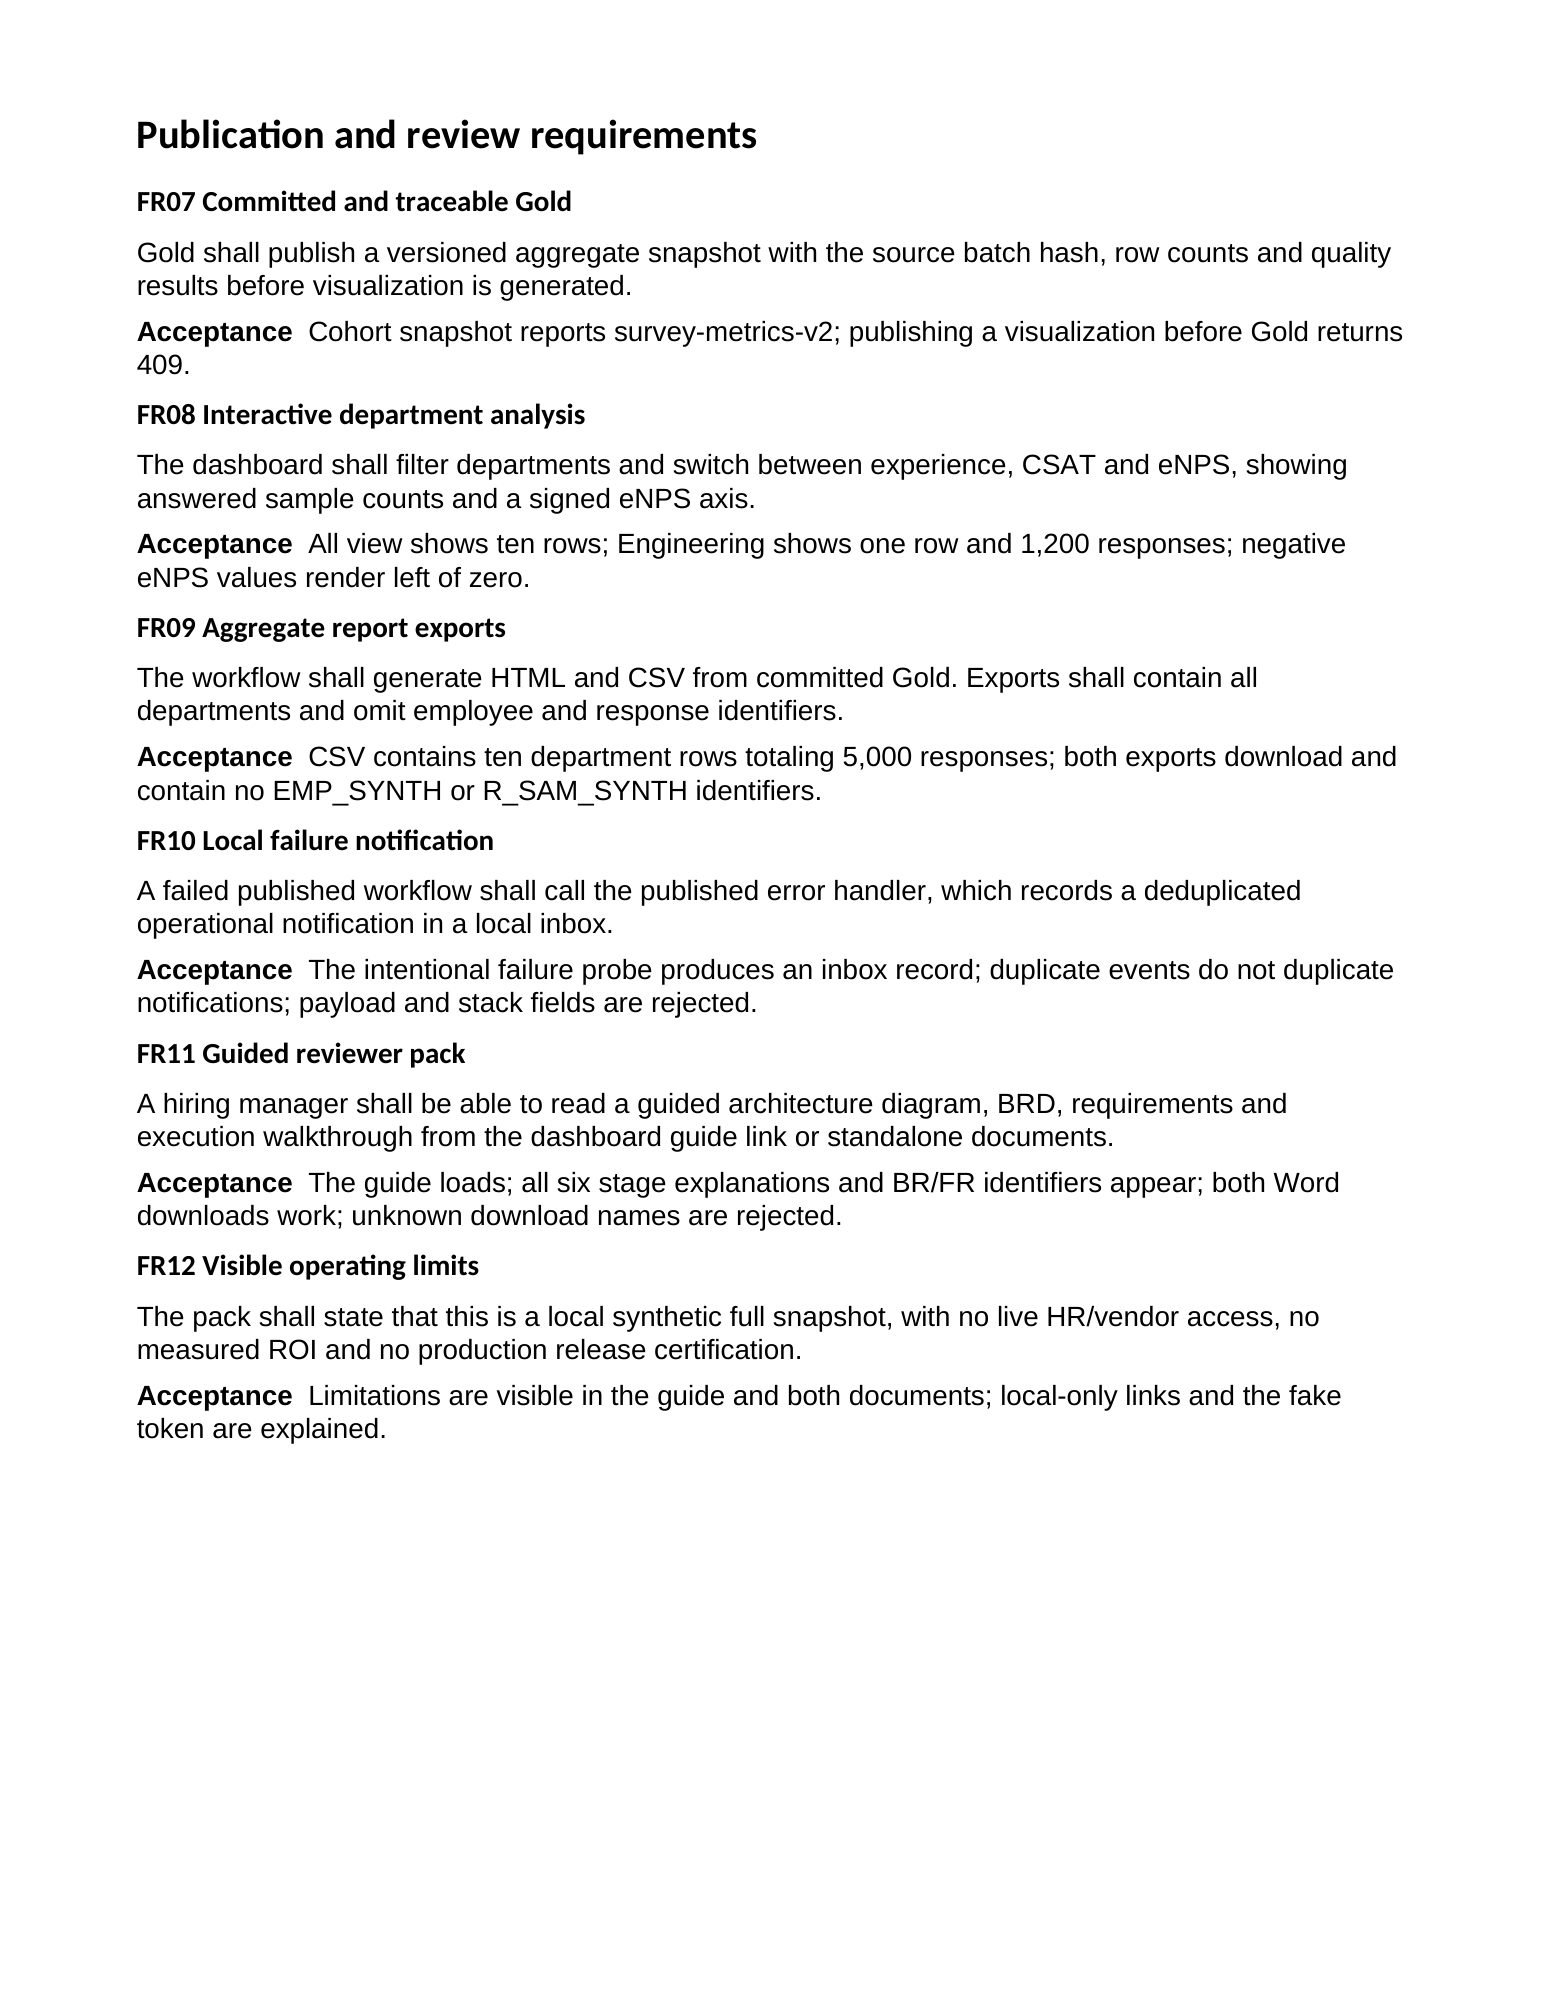 Publication and review requirements
FR07 Committed and traceable Gold
Gold shall publish a versioned aggregate snapshot with the source batch hash, row counts and quality
results before visualization is generated.
Acceptance  Cohort snapshot reports survey-metrics-v2; publishing a visualization before Gold returns
409.
FR08 Interactive department analysis
The dashboard shall filter departments and switch between experience, CSAT and eNPS, showing
answered sample counts and a signed eNPS axis.
Acceptance  All view shows ten rows; Engineering shows one row and 1,200 responses; negative
eNPS values render left of zero.
FR09 Aggregate report exports
The workflow shall generate HTML and CSV from committed Gold. Exports shall contain all
departments and omit employee and response identifiers.
Acceptance  CSV contains ten department rows totaling 5,000 responses; both exports download and
contain no EMP_SYNTH or R_SAM_SYNTH identifiers.
FR10 Local failure notification
A failed published workflow shall call the published error handler, which records a deduplicated
operational notification in a local inbox.
Acceptance  The intentional failure probe produces an inbox record; duplicate events do not duplicate
notifications; payload and stack fields are rejected.
FR11 Guided reviewer pack
A hiring manager shall be able to read a guided architecture diagram, BRD, requirements and
execution walkthrough from the dashboard guide link or standalone documents.
Acceptance  The guide loads; all six stage explanations and BR/FR identifiers appear; both Word
downloads work; unknown download names are rejected.
FR12 Visible operating limits
The pack shall state that this is a local synthetic full snapshot, with no live HR/vendor access, no
measured ROI and no production release certification.
Acceptance  Limitations are visible in the guide and both documents; local-only links and the fake
token are explained.